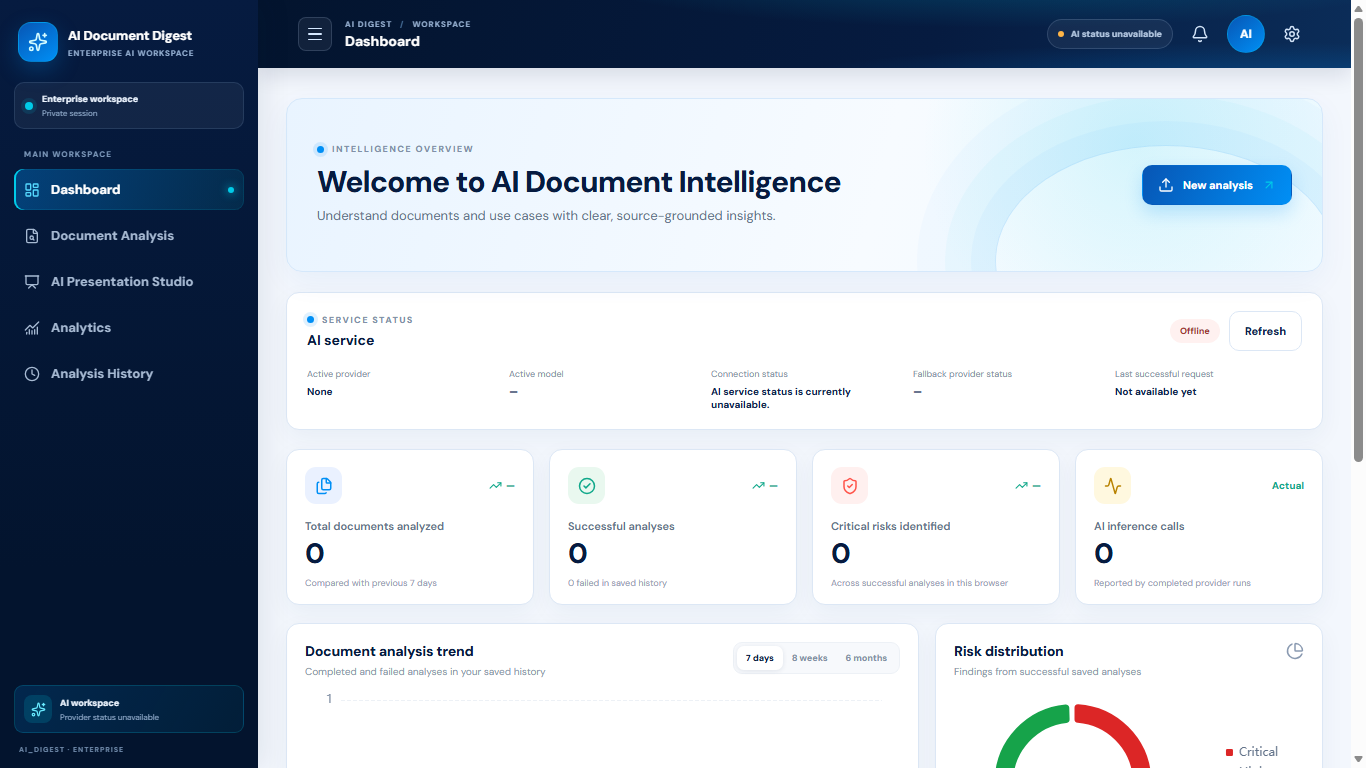 AI Document Digest
ENTERPRISE AI WORKSPACE
Enterprise workspace
Private session
MAIN WORKSPACE
Dashboard
Document Analysis
AI Presentation Studio
Analytics
Analysis History
AI workspace
Provider status unavailable
AI_DIGEST · ENTERPRISE
AI DIGEST / WORKSPACE
Dashboard
AI status unavailable
AI
INTELLIGENCE OVERVIEW
Welcome to AI Document Intelligence
Understand documents and use cases with clear, source-grounded insights.
New analysis
SERVICE STATUS
AI service
Offline
Refresh
Active provider
None
Active model
—
Connection status
AI service status is currently
unavailable.
Fallback provider status
—
Last successful request
Not available yet
—
Total documents analyzed
0
Compared with previous 7 days
—
Successful analyses
0
0 failed in saved history
—
Critical risks identified
0
Across successful analyses in this browser
Actual
AI inference calls
0
Reported by completed provider runs
Document analysis trend
Completed and failed analyses in your saved history
7 days
8 weeks
6 months
1
Risk distribution
Findings from successful saved analyses
Critical